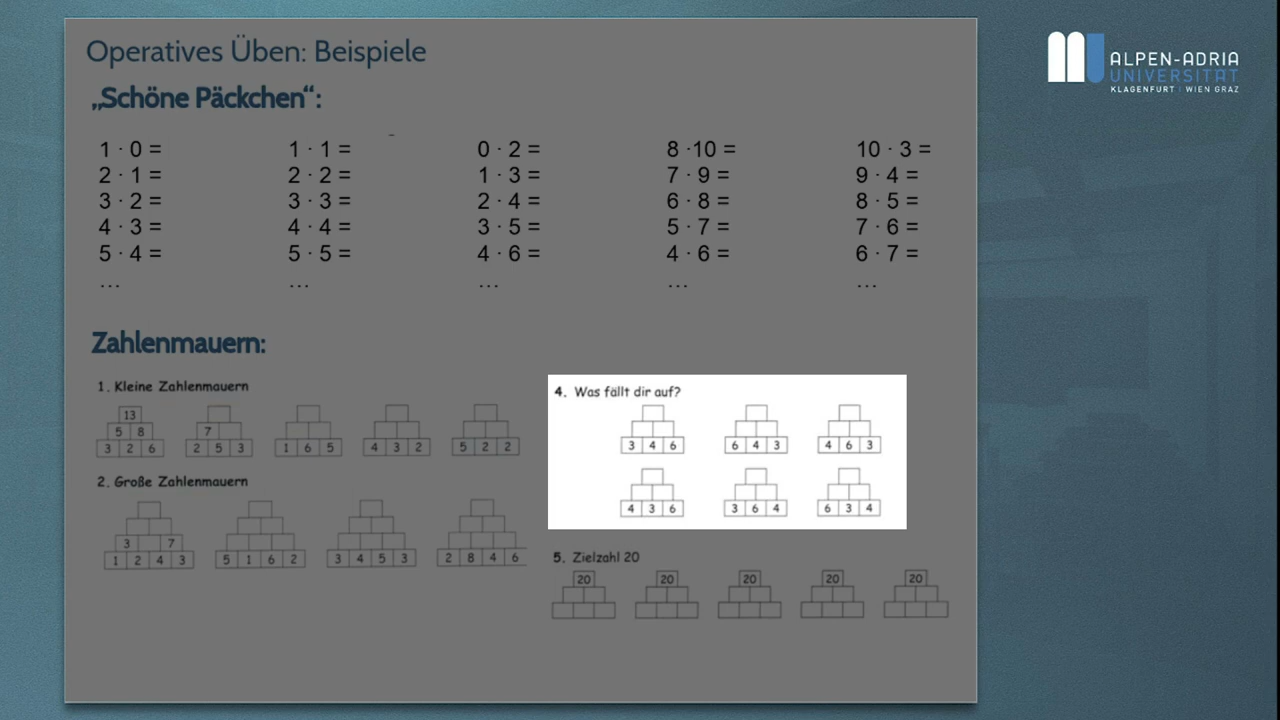 Operatives Üben: Beispiele
„Schöne Päckchen“:
1 · 0 =
2 · 1 =
3 · 2 =
4 · 3 =
5 · 4 =
...
1 · 1 =
2 · 2 =
3 · 3 =
4 · 4 =
5 · 5 =
...
0 · 2 =
1 · 3 =
2 · 4 =
3 · 5 =
4 · 6 =
...
8 ·10 =
7 · 9 =
6 · 8 =
5 · 7 =
4 · 6 =
...
10 · 3 =
9 · 4 =
8 · 5 =
7 · 6 =
6 · 7 =
...
Zahlenmauern:
1. Kleine Zahlenmauern
13
5 8
3 2 6
7
2 5 3
1 6 5
4 3 2
5 2 2
2. Große Zahlenmauern
3 7
1 2 4 3
5 1 6 2
3 4 5 3
2 8 4 6
4. Was fällt dir auf?
3 4 6
6 4 3
4 6 3
4 3 6
3 6 4
6 3 4
5. Zielzahl 20
20 20 20 20 20
ALPEN-ADRIA
UNIVERSITÄT
KLAGENFURT | WIEN GRAZ